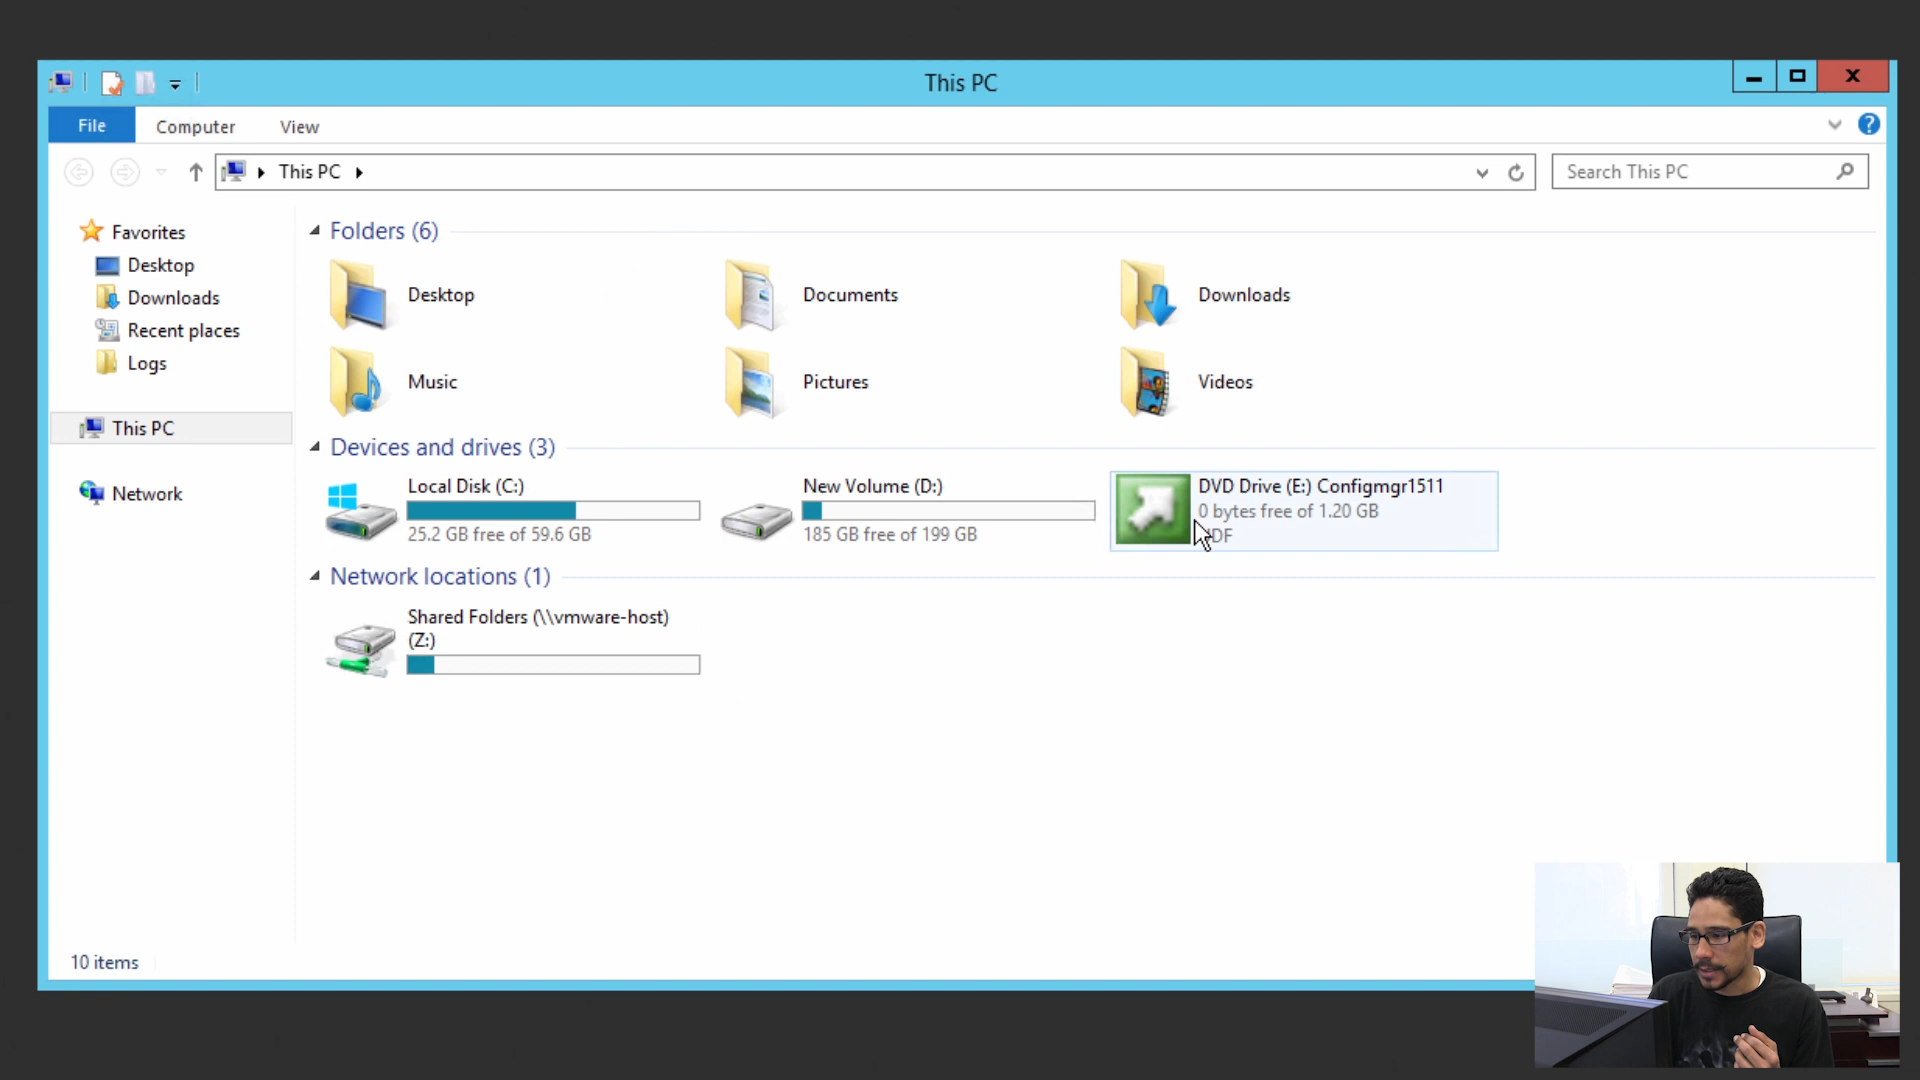 This PC
File
Computer
View
This PC
Search This PC
Favorites
Desktop
Downloads
Recent places
Logs
This PC
Network
Folders (6)
Desktop
Documents
Downloads
Music
Pictures
Videos
Devices and drives (3)
Local Disk (C:)
25.2 GB free of 59.6 GB
New Volume (D:)
185 GB free of 199 GB
DVD Drive (E:) Configmgr1511
0 bytes free of 1.20 GB
Network locations (1)
Shared Folders (\\vmware-host)
(Z:)
10 items